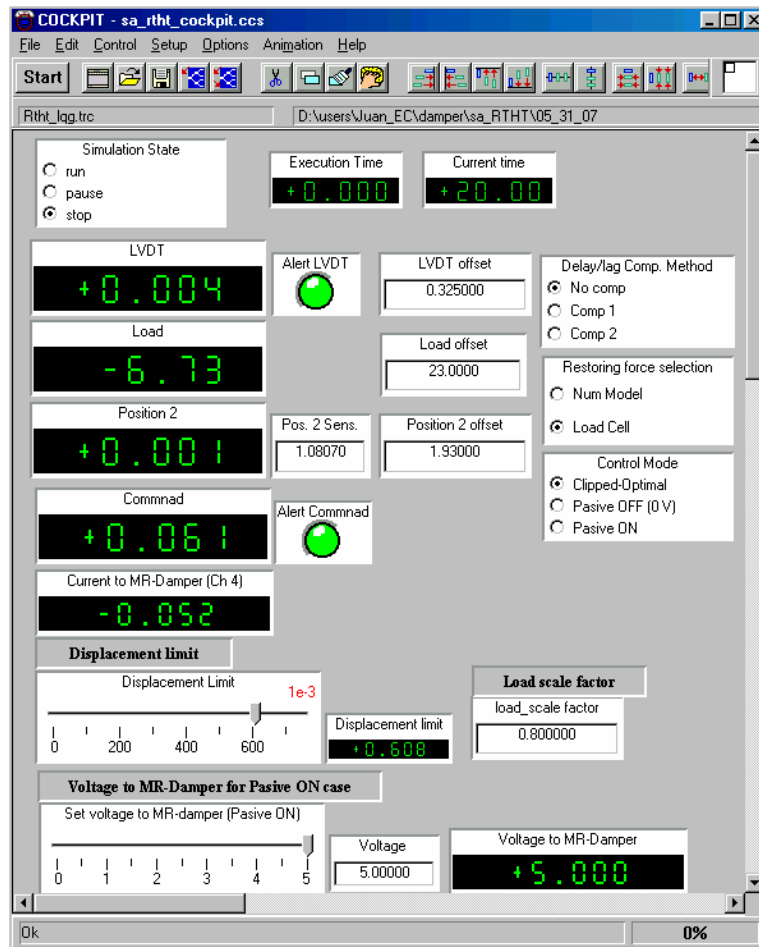 COCKPIT - sa_rtht_cockpit.ccs
File Edit Control Setup Options Animation Help
Start
Rtht_lqg.trc D:\users\Juan_EC\damper\sa_RTHT\05_31_07
Simulation State
run
pause
stop
Execution Time
+0.000
Current time
+20.00
LVDT
+0.004
Alert LVDT
LVDT offset
0.325000
Delay/lag Comp. Method
No comp
Comp 1
Comp 2
Load
-6.73
Load offset
23.0000
Restoring force selection
Num Model
Load Cell
Position 2
+0.001
Pos. 2 Sens.
1.08070
Position 2 offset
1.93000
Control Mode
Clipped-Optimal
Pasive OFF (0 V)
Pasive ON
Commnad
+0.061
Alert Commnad
Current to MR-Damper (Ch 4)
-0.052
Displacement limit
Displacement Limit
1e-3
0 200 400 600
Displacement limit
+0.608
Load scale factor
load_scale factor
0.800000
Voltage to MR-Damper for Pasive ON case
Set voltage to MR-damper (Pasive ON)
0 1 2 3 4 5
Voltage
5.00000
Voltage to MR-Damper
+5.000
Ok 0%